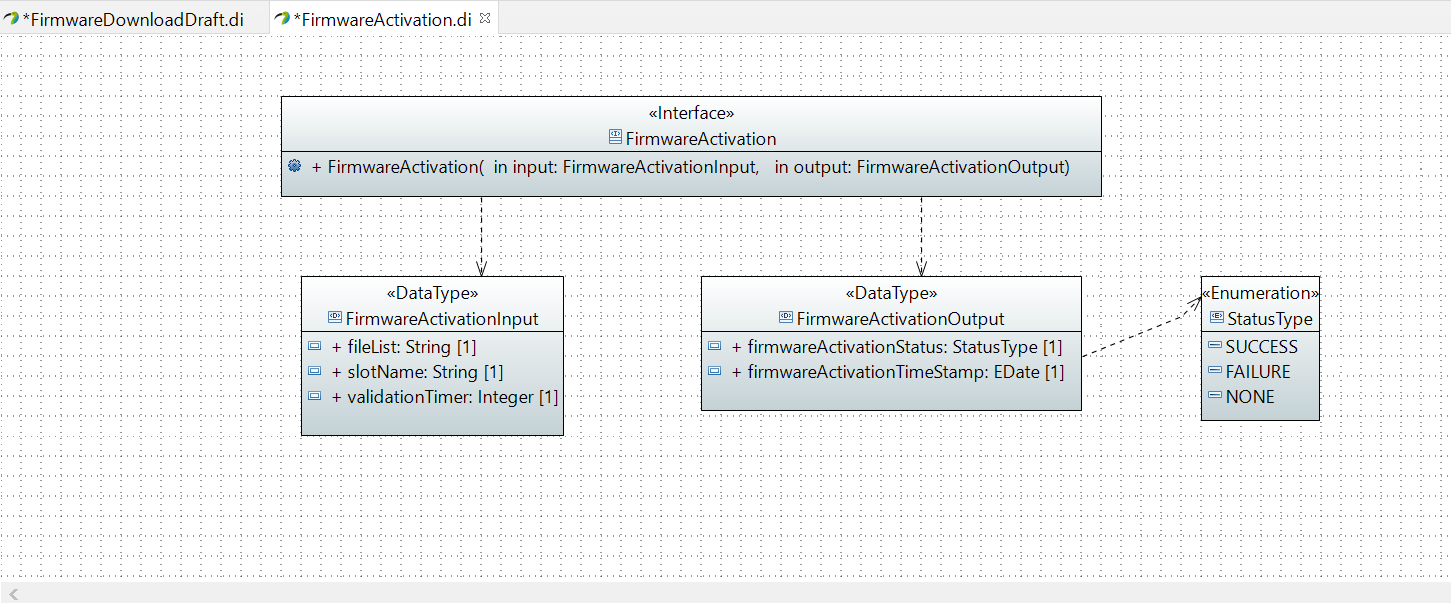 *FirmwareDownloadDraft.di
*FirmwareActivation.di
«Interface»
FirmwareActivation
+ FirmwareActivation( in input: FirmwareActivationInput, in output: FirmwareActivationOutput)
«DataType»
FirmwareActivationInput
+ fileList: String [1]
+ slotName: String [1]
+ validationTimer: Integer [1]
«DataType»
FirmwareActivationOutput
+ firmwareActivationStatus: StatusType [1]
+ firmwareActivationTimeStamp: EDate [1]
«Enumeration»
StatusType
SUCCESS
FAILURE
NONE